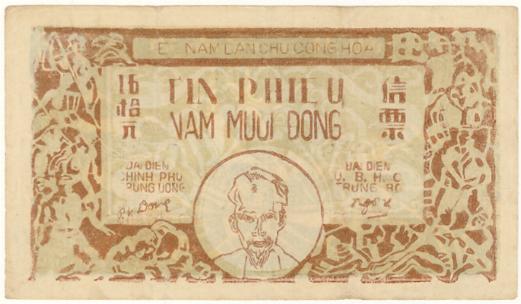 VIET NAM DAN CHU CONG HOA
伍拾元
TIN PHIEU
NAM MUOI DONG
信票
DAI DIEN
CHINH PHU
TRUNG UONG
DAI DIEN
U. B. H. C
TRUNG BO